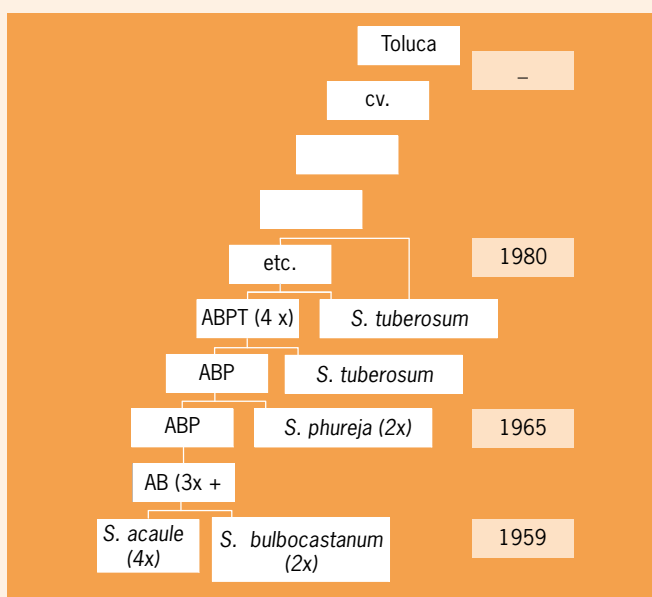 Toluca
_
cv.
etc.
1980
ABPT (4 x)
S. tuberosum
ABP
S. tuberosum
ABP
S. phureja (2x)
1965
AB (3x +
S. acaule
(4x)
S. bulbocastanum
(2x)
1959